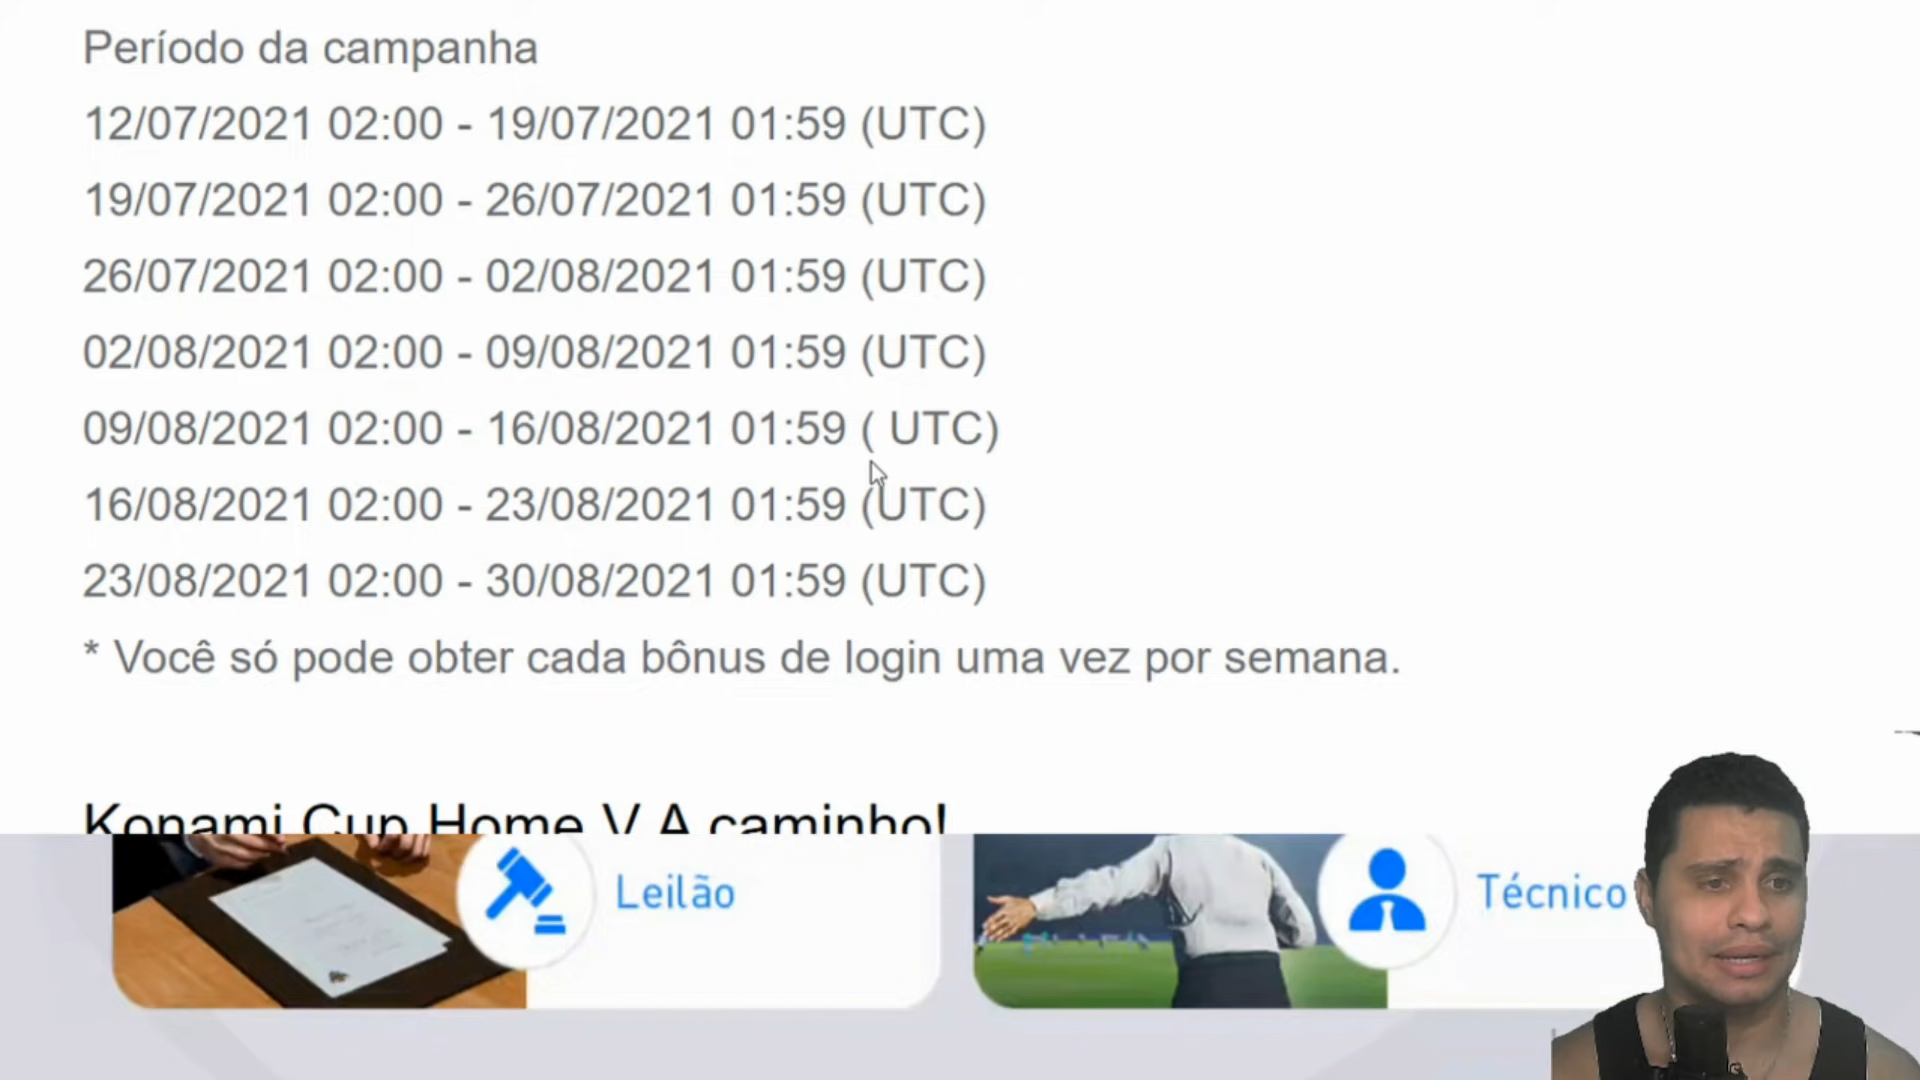 Período da campanha
12/07/2021 02:00 - 19/07/2021 01:59 (UTC)
19/07/2021 02:00 - 26/07/2021 01:59 (UTC)
26/07/2021 02:00 - 02/08/2021 01:59 (UTC)
02/08/2021 02:00 - 09/08/2021 01:59 (UTC)
09/08/2021 02:00 - 16/08/2021 01:59 ( UTC)
16/08/2021 02:00 - 23/08/2021 01:59 (UTC)
23/08/2021 02:00 - 30/08/2021 01:59 (UTC)
* Você só pode obter cada bônus de login uma vez por semana.
Konami Cup Home V A caminho!
Leilão
Técnico